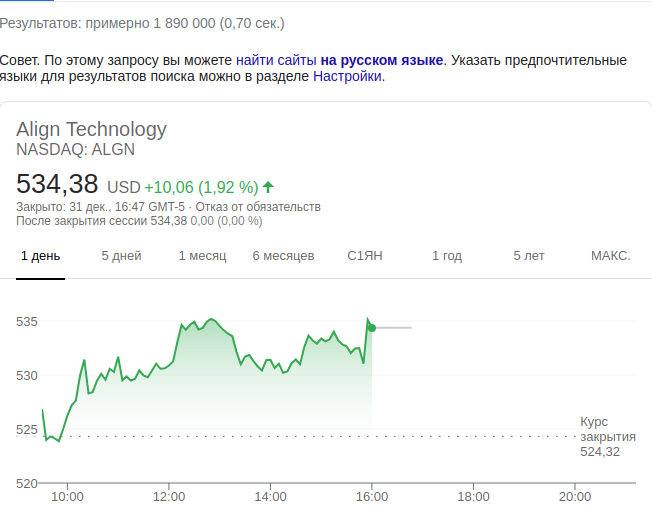 Результатов: примерно 1 890 000 (0,70 сек.)
Совет. По этому запросу вы можете найти сайты на русском языке. Указать предпочтительные
языки для результатов поиска можно в разделе Настройки.
Align Technology
NASDAQ: ALGN
534,38 USD +10,06 (1,92 %)
Закрыто: 31 дек., 16:47 GMT-5 · Отказ от обязательств
После закрытия сессии 534,38 0,00 (0,00 %)
1 день 5 дней 1 месяц 6 месяцев С1ЯН 1 год 5 лет МАКС.
535
530
525
Курс
закрытия
524,32
520
10:00 12:00 14:00 16:00 18:00 20:00